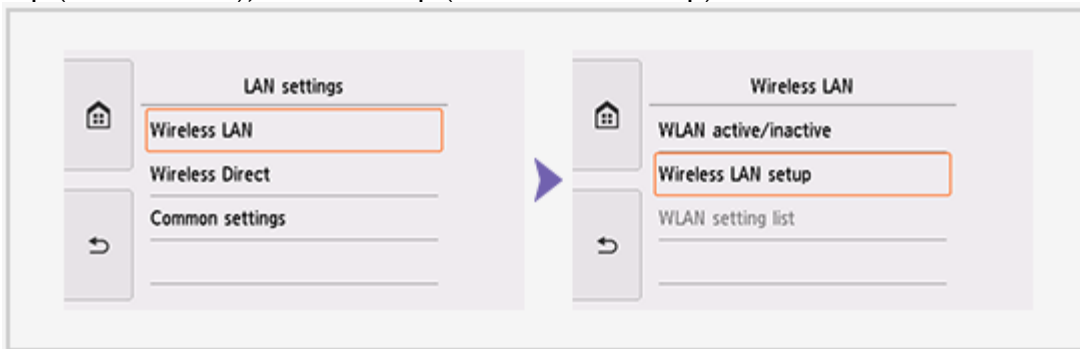 LAN settings
Wireless LAN
Wireless Direct
Common settings
Wireless LAN
WLAN active/inactive
Wireless LAN setup
WLAN setting list